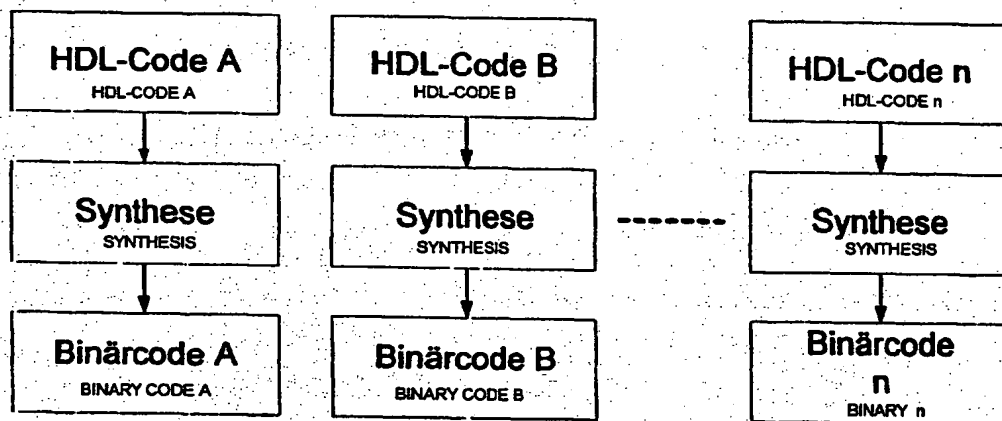 HDL-Code A
HDL-CODE A
Synthese
SYNTHESIS
Binärcode A
BINARY CODE A
HDL-Code B
HDL-CODE B
Synthese
SYNTHESIS
Binärcode B
BINARY CODE B
HDL-Code n
HDL-CODE n
Synthese
SYNTHESIS
Binärcode
n
BINARY n